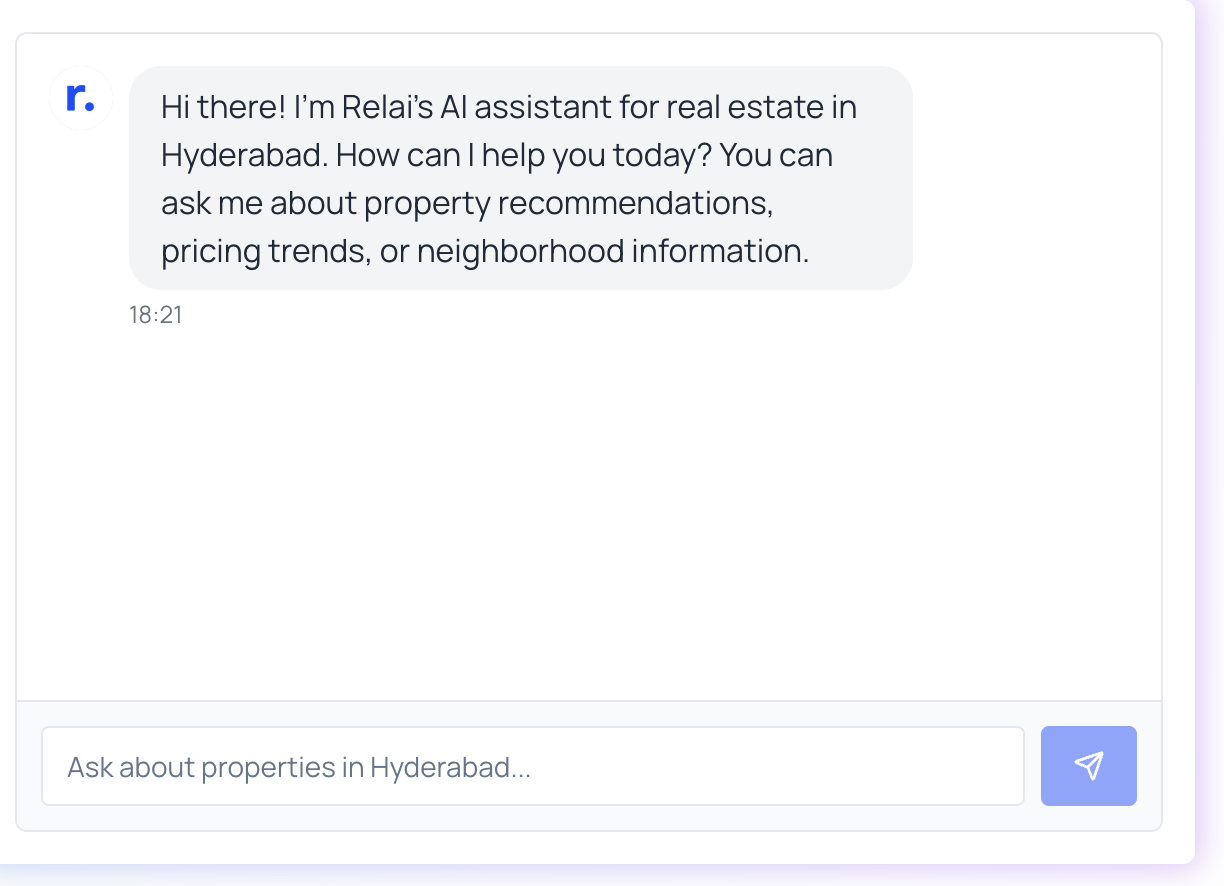 r.
Hi there! I'm Relai's AI assistant for real estate in
Hyderabad. How can I help you today? You can
ask me about property recommendations,
pricing trends, or neighborhood information.
18:21
Ask about properties in Hyderabad...